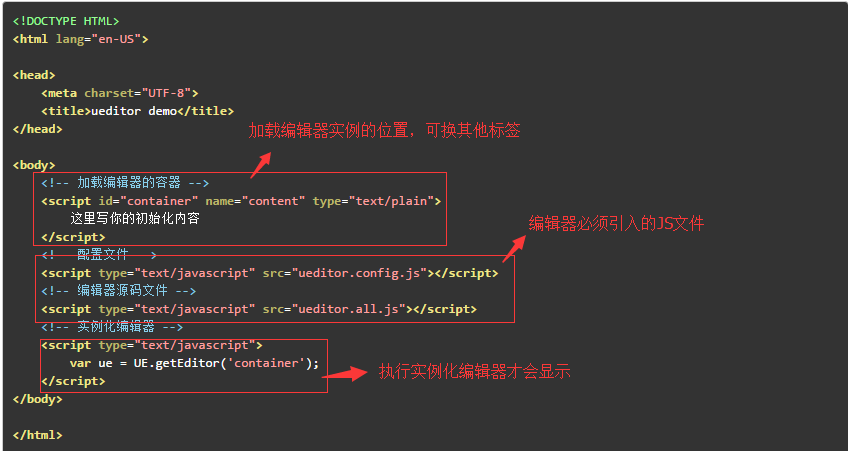 <!DOCTYPE HTML>
<html lang="en-US">
<head>
<meta charset="UTF-8">
<title>ueditor demo</title>
</head>
加载编辑器实例的位置，可换其他标签
<body>
<!-- 加载编辑器的容器 -->
<script id="container" name="content" type="text/plain">
这里写你的初始化内容
</script>
编辑器必须引入的JS文件
<!-- 配置文件 -->
<script type="text/javascript" src="ueditor.config.js"></script>
<!-- 编辑器源码文件 -->
<script type="text/javascript" src="ueditor.all.js"></script>
<!-- 实例化编辑器 -->
<script type="text/javascript">
var ue = UE.getEditor('container');
执行实例化编辑器才会显示
</script>
</body>
</html>